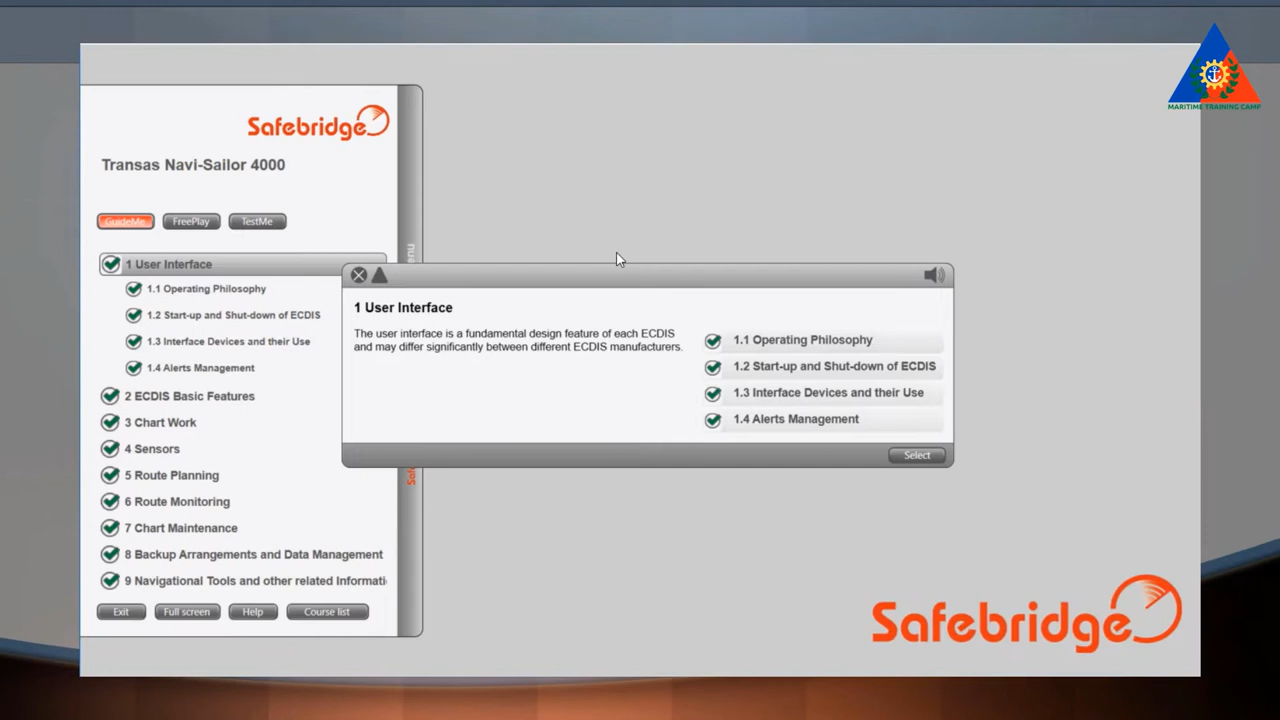 MARITIME TRAINING CAMP
Safebridge
Transas Navi-Sailor 4000
GuideMe
FreePlay
TestMe
1 User Interface
1.1 Operating Philosophy
1.2 Start-up and Shut-down of ECDIS
1.3 Interface Devices and their Use
1.4 Alerts Management
2 ECDIS Basic Features
3 Chart Work
4 Sensors
5 Route Planning
6 Route Monitoring
7 Chart Maintenance
8 Backup Arrangements and Data Management
9 Navigational Tools and other related Informati
Exit
Full screen
Help
Course list
1 User Interface
The user interface is a fundamental design feature of each ECDIS
and may differ significantly between different ECDIS manufacturers.
1.1 Operating Philosophy
1.2 Start-up and Shut-down of ECDIS
1.3 Interface Devices and their Use
1.4 Alerts Management
Select
Safebridge